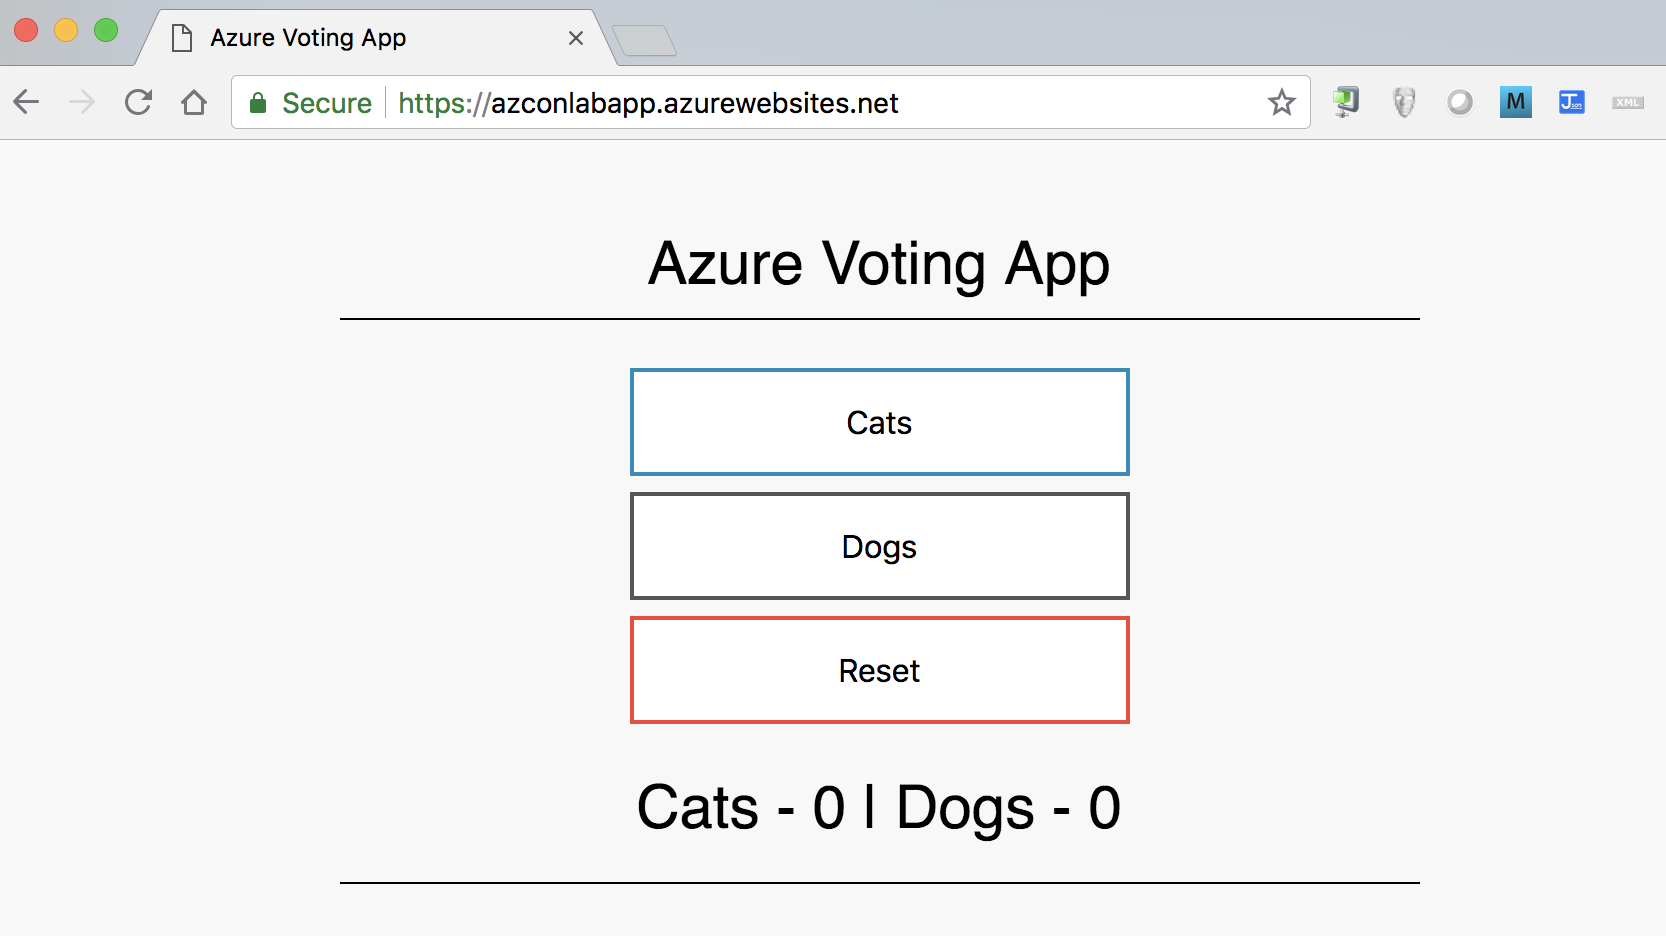 Azure Voting App
Secure https://azconlabapp.azurewebsites.net M J son XML
Azure Voting App
Cats
Dogs
Reset
Cats - 0 | Dogs - 0